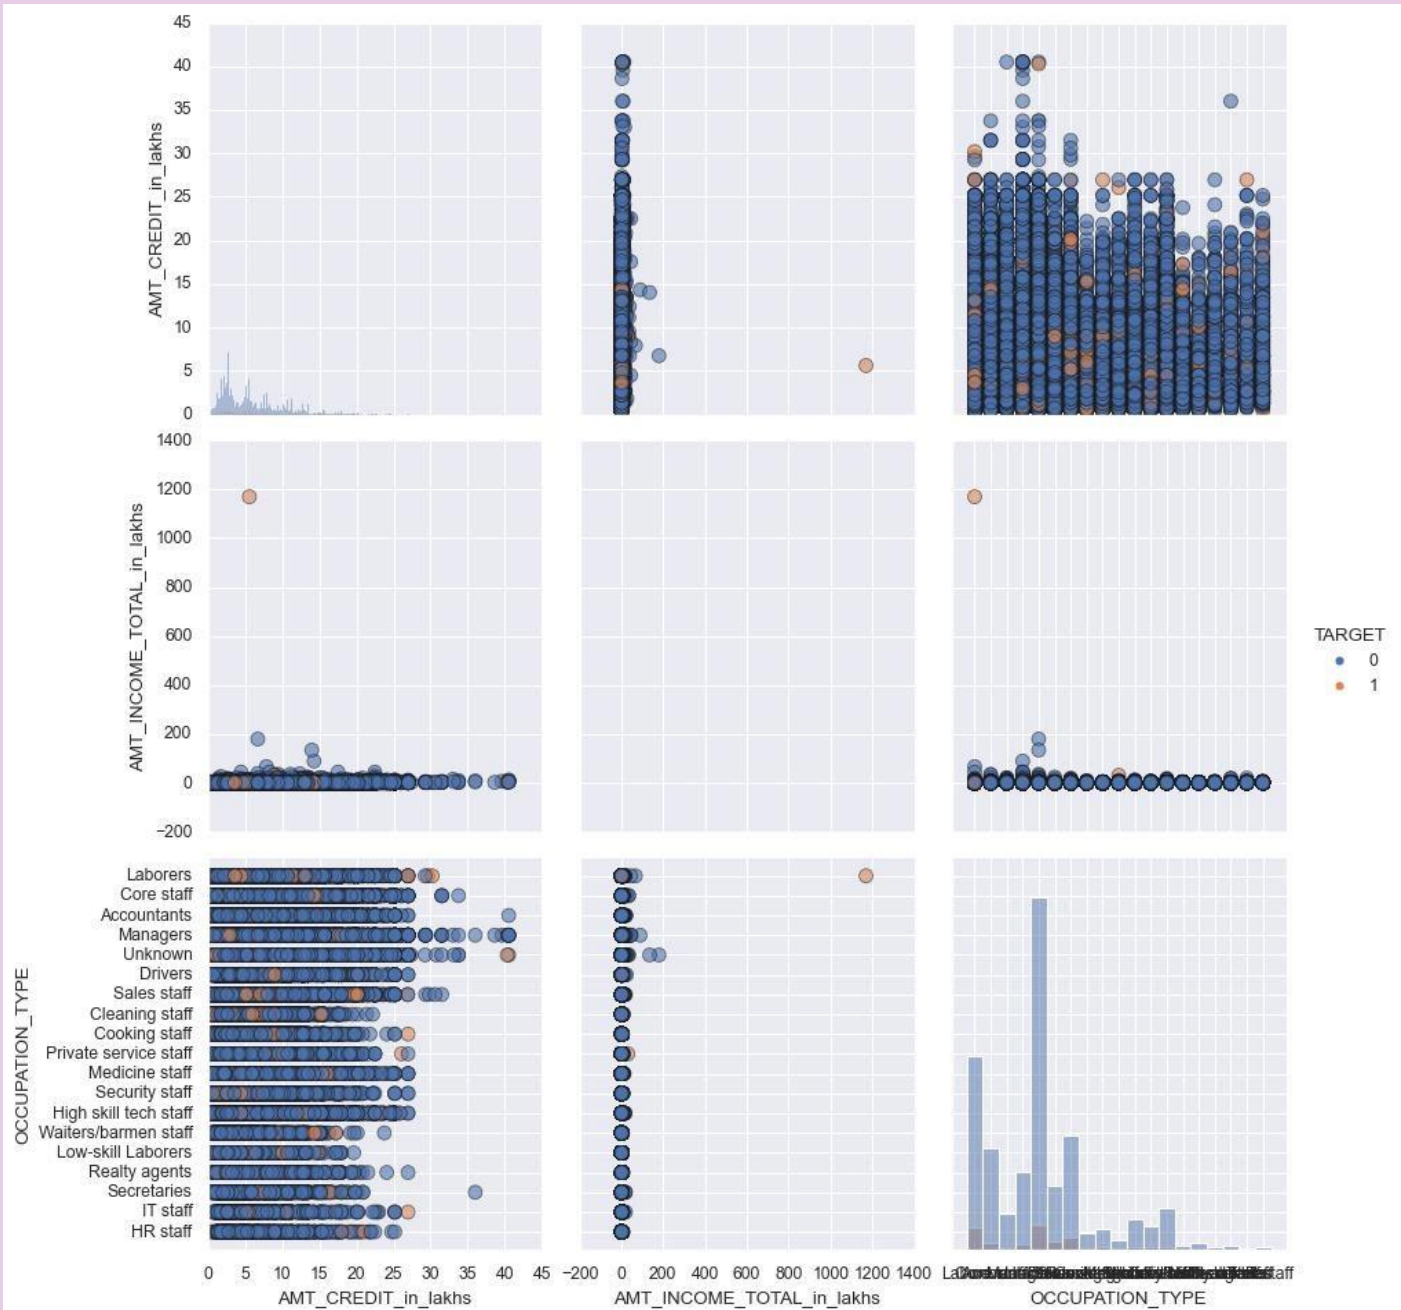 45
40
35
30
25
20
15
10
5
0
AMT_CREDIT_in_lakhs
1400
1200
1000
800
600
400
200
0
−200
AMT_INCOME_TOTAL_in_lakhs
TARGET
0
1
Laborers
Core staff
Accountants
Managers
Unknown
Drivers
Sales staff
Cleaning staff
Cooking staff
Private service staff
Medicine staff
Security staff
High skill tech staff
Waiters/barmen staff
Low-skill Laborers
Realty agents
Secretaries
IT staff
HR staff
OCCUPATION_TYPE
0 5 10 15 20 25 30 35 40 45
−200 0 200 400 600 800 1000 1200 1400
AMT_CREDIT_in_lakhs
AMT_INCOME_TOTAL_in_lakhs
OCCUPATION_TYPE